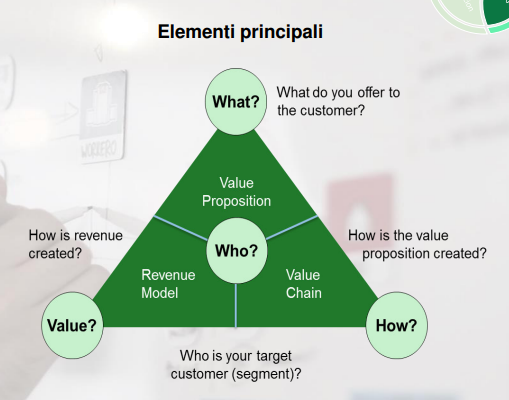 Elementi principali
What?
What do you offer to
the customer?
Value
Proposition
How is revenue
created?
Who?
How is the value
proposition created?
Revenue
Model
Value
Chain
Value?
How?
Who is your target
customer (segment)?